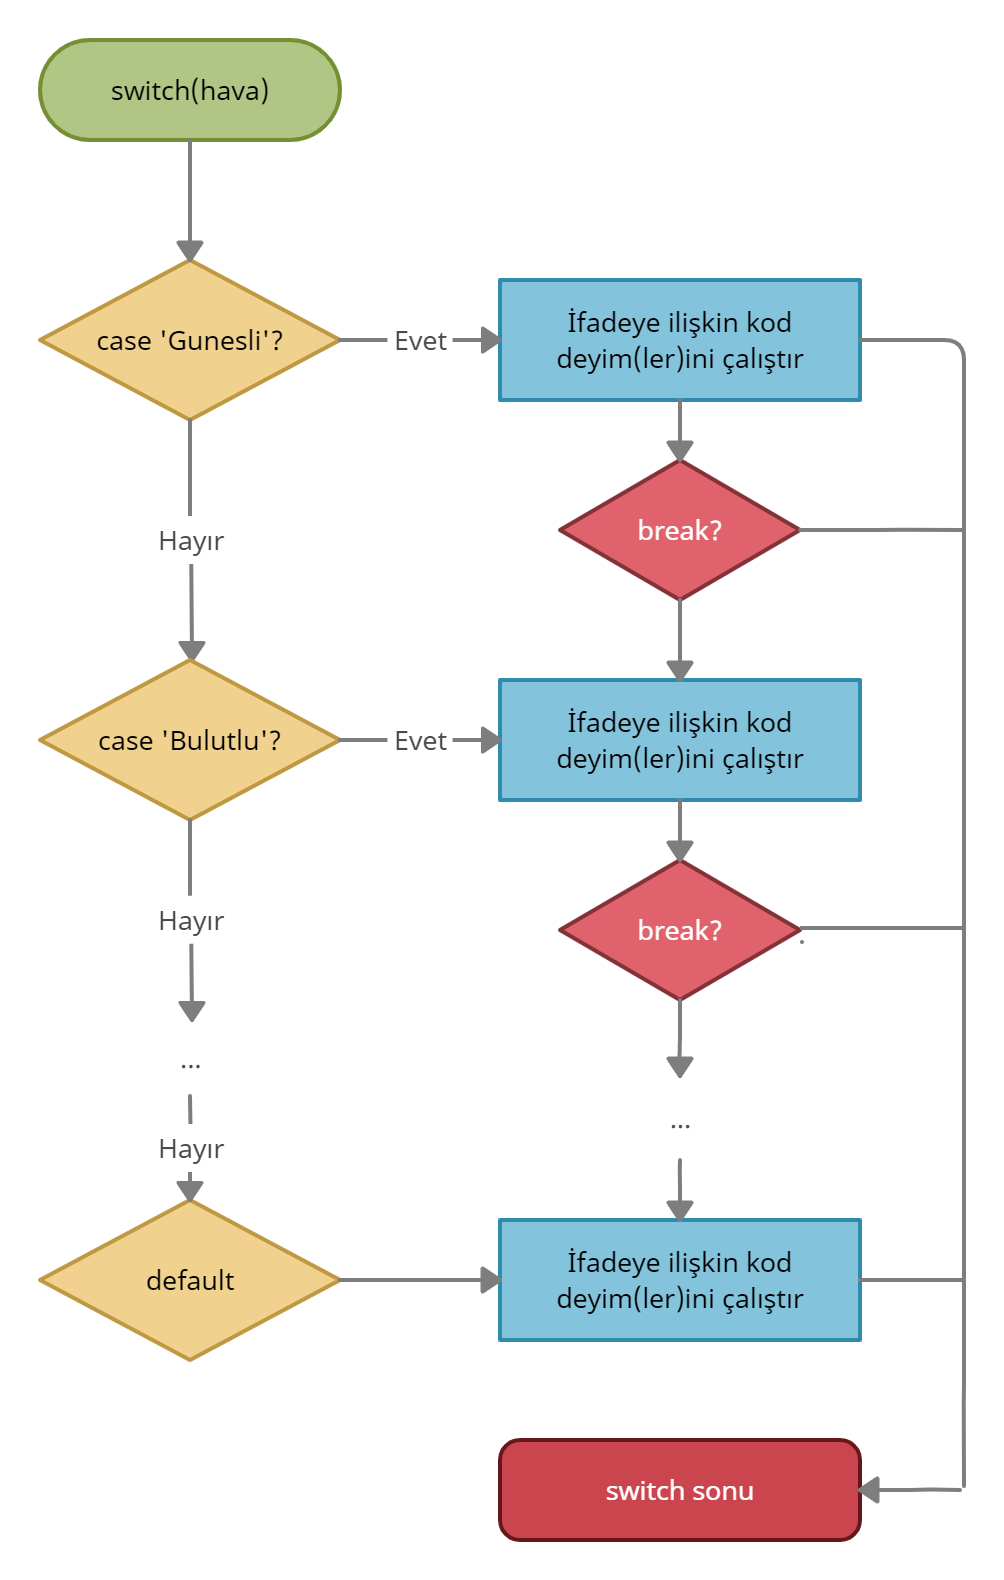 switch(hava)
case 'Gunesli'?
Evet
İfadeye ilişkin kod
deyim(ler)ini çalıştır
break?
Hayır
case 'Bulutlu'?
Evet
İfadeye ilişkin kod
deyim(ler)ini çalıştır
Hayır
break?
...
...
Hayır
default
İfadeye ilişkin kod
deyim(ler)ini çalıştır
switch sonu